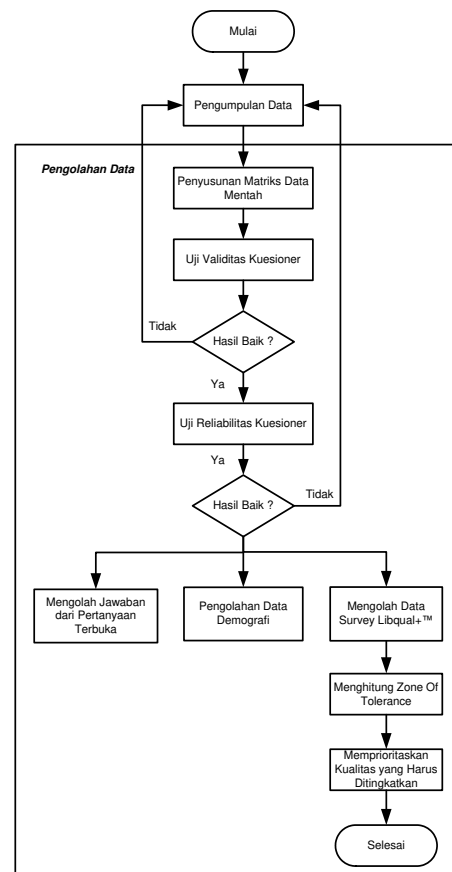 Mulai
Pengumpulan Data
Pengolahan Data
Penyusunan Matriks Data
Mentah
Uji Validitas Kuesioner
Tidak
Hasil Baik ?
Ya
Uji Reliabilitas Kuesioner
Ya
Hasil Baik ?
Tidak
Mengolah Jawaban
dari Pertanyaan
Terbuka
Pengolahan Data
Demografi
Mengolah Data
Survey Libqual+™
Menghitung Zone Of
Tolerance
Memprioritaskan
Kualitas yang Harus
Ditingkatkan
Selesai